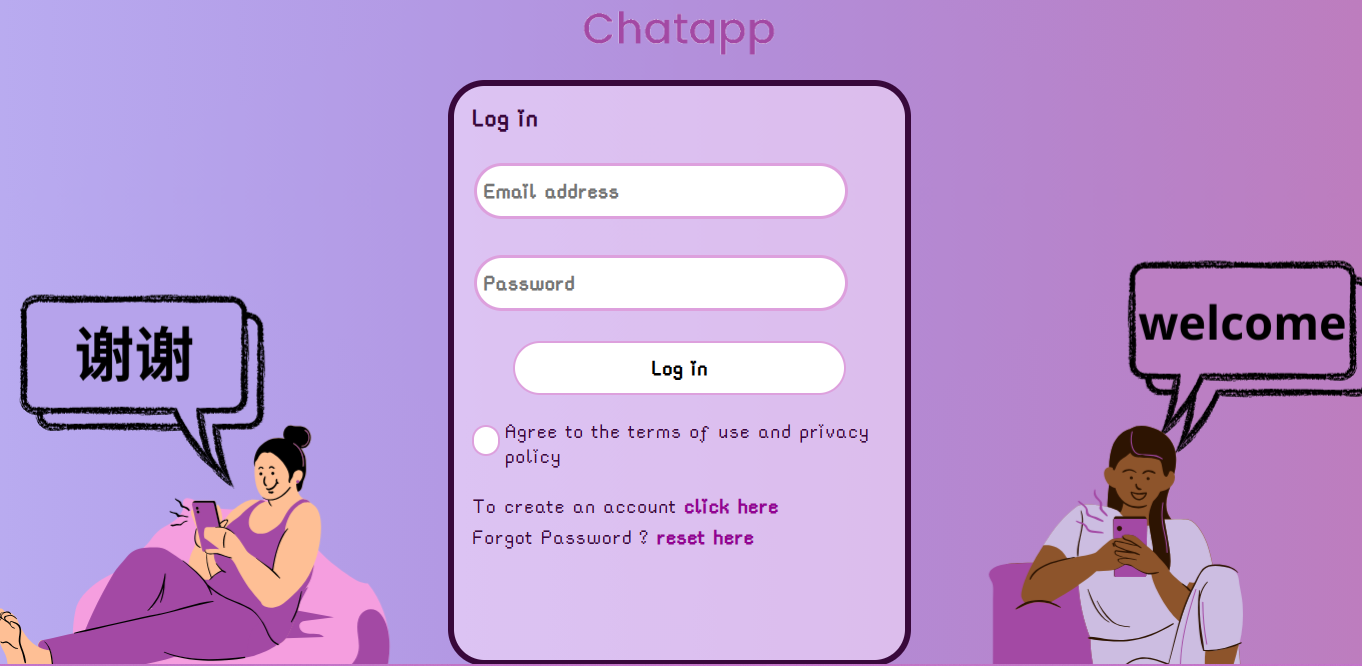 Chatapp
Log in
Email address
Password
Log in
Agree to the terms of use and privacy
policy
To create an account click here
Forgot Password ? reset here
谢谢
welcome